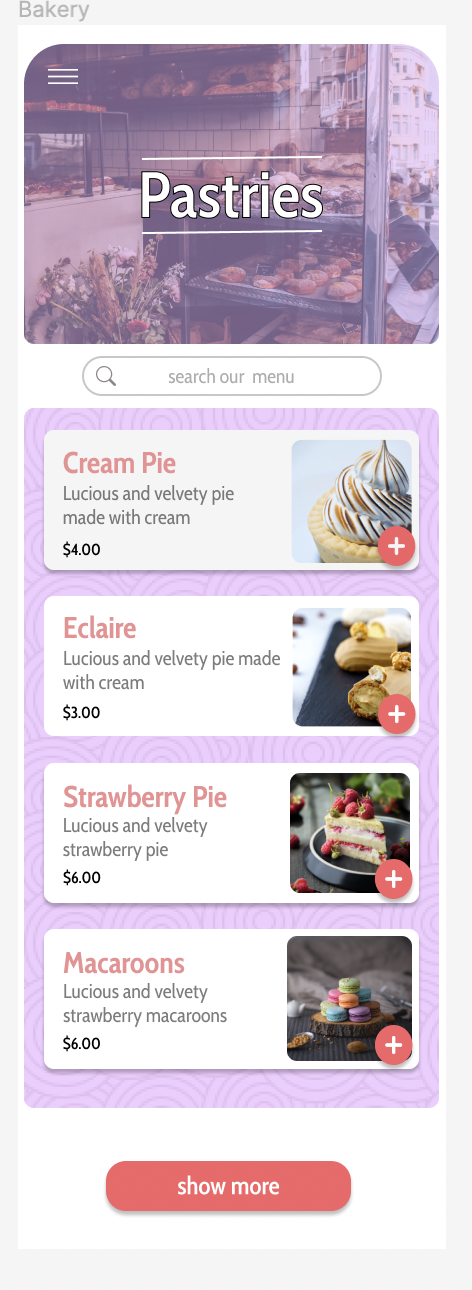 Bakery
Pastries
search our menu
Cream Pie
Lucious and velvety pie
made with cream
$4.00
Eclaire
Lucious and velvety pie made
with cream
$3.00
Strawberry Pie
Lucious and velvety
strawberry pie
$6.00
Macaroons
Lucious and velvety
strawberry macaroons
$6.00
show more